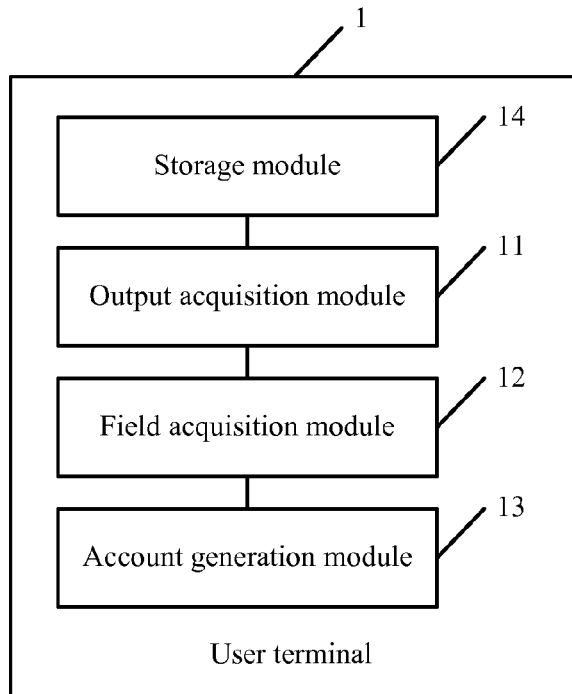 1
14
Storage module
11
Output acquisition module
12
Field acquisition module
13
Account generation module
User terminal